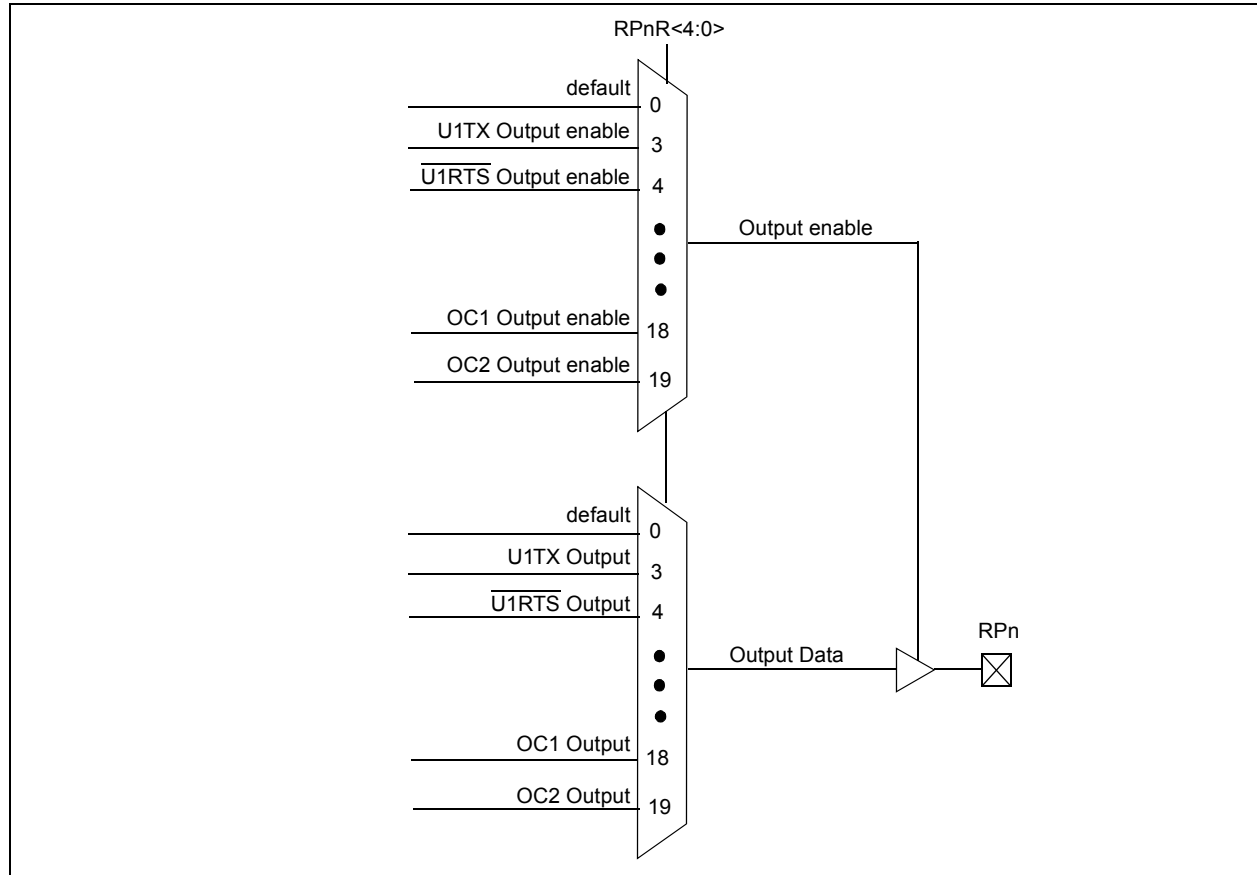 RPnR<4:0>
default
0
U1TX Output enable
3
U1RTS Output enable
4
Output enable
OC1 Output enable
18
OC2 Output enable
19
default
0
U1TX Output
3
U1RTS Output
4
RPn
Output Data
OC1 Output
18
OC2 Output
19